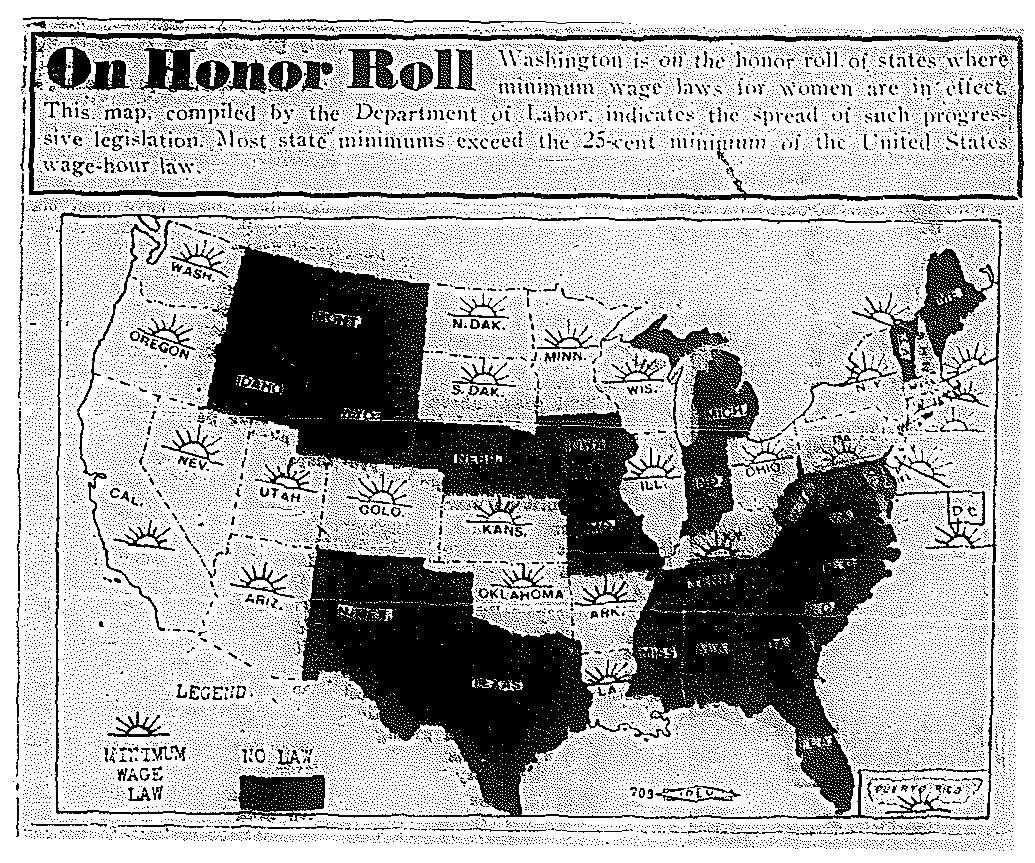 On Honor Roll
Washington is on the honor roll of states where
minimum wage laws for women are in effect.
This map, compiled by the Department of Labor, indicates the spread of such progres-
sive legislation. Most state minimums exceed the 25-cent minimum of the United States
wage-hour law.
WASH.
MONT
N.DAK.
MINN.
ME.
OREGON
IDAHO
S.DAK.
WIS.
MICH
N.Y.
NEV.
NEBR.
IOWA
PA.
CAL.
UTAH
COLO.
KANS.
MO.
ILL.
IND.
OHIO
D.C.
ARIZ.
N.MEX.
OKLAHOMA
ARK.
TENN.
N.C.
TEXAS
LA.
MISS
ALA.
GA.
FLA.
LEGEND
MINIMUM
WAGE
LAW
NO LAW
PUERTO RICO